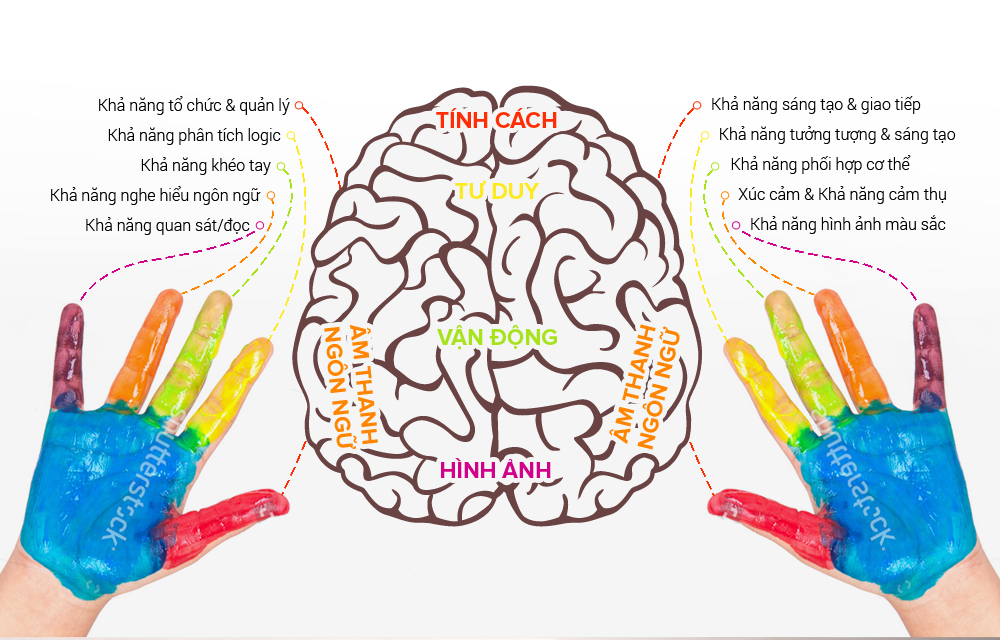 Khả năng tổ chức & quản lý
Khả năng phân tích logic
Khả năng khéo tay
Khả năng nghe hiểu ngôn ngữ
Khả năng quan sát/đọc
TÍNH CÁCH
TƯ DUY
VẬN ĐỘNG
ÂM THANH
NGÔN NGỮ
ÂM THANH
NGÔN NGỮ
HÌNH ẢNH
Khả năng sáng tạo & giao tiếp
Khả năng tưởng tượng & sáng tạo
Khả năng phối hợp cơ thể
Xúc cảm & Khả năng cảm thụ
Khả năng hình ảnh màu sắc